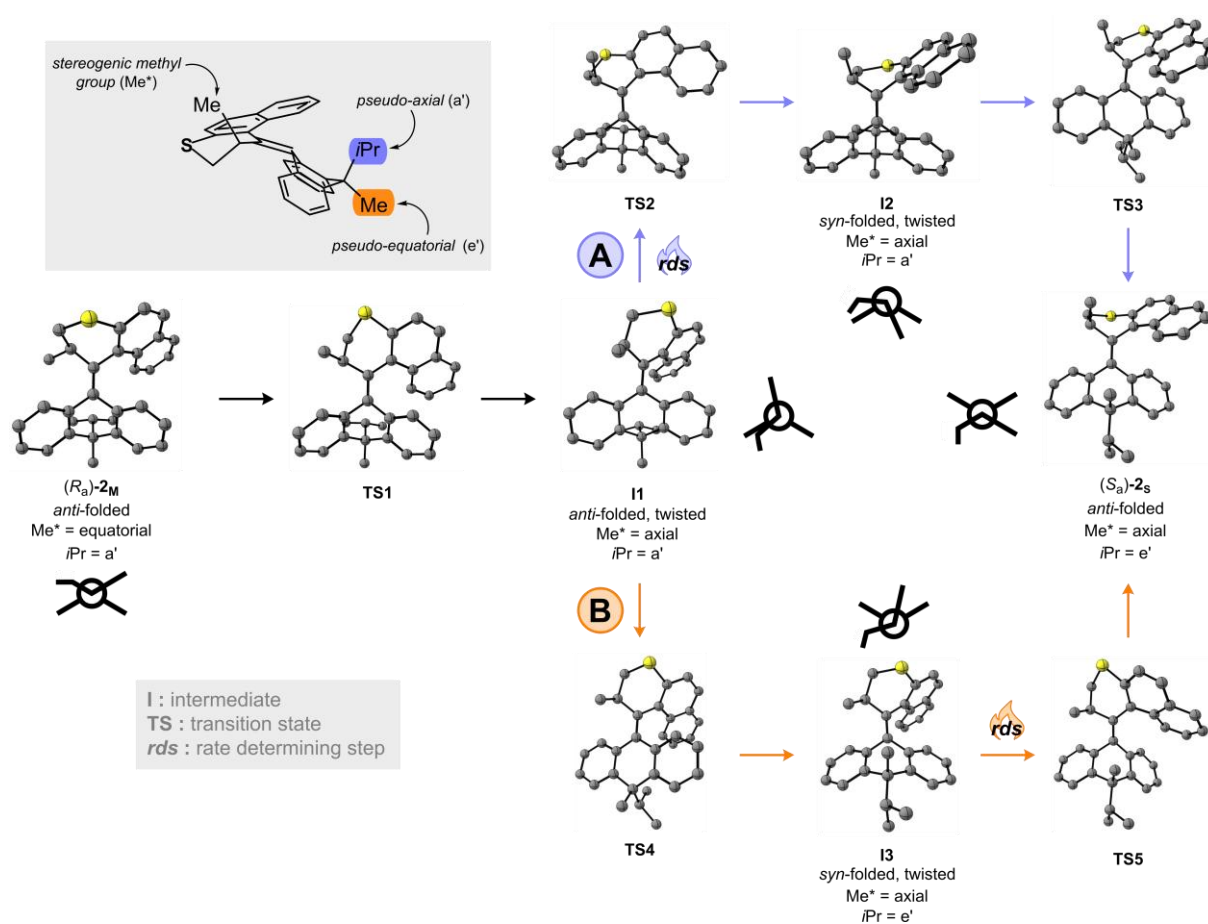 stereogenic methyl
group (Me*)
Me
S
pseudo-axial (a')
iPr
Me
pseudo-equatorial (e')
TS2
I2
syn-folded, twisted
Me* = axial
iPr = a'
TS3
A
rds
(Ra)-2M
anti-folded
Me* = equatorial
iPr = a'
TS1
I1
anti-folded, twisted
Me* = axial
iPr = a'
(Sa)-2S
anti-folded
Me* = axial
iPr = e'
B
I : intermediate
TS : transition state
rds : rate determining step
TS4
I3
syn-folded, twisted
Me* = axial
iPr = e'
rds
TS5